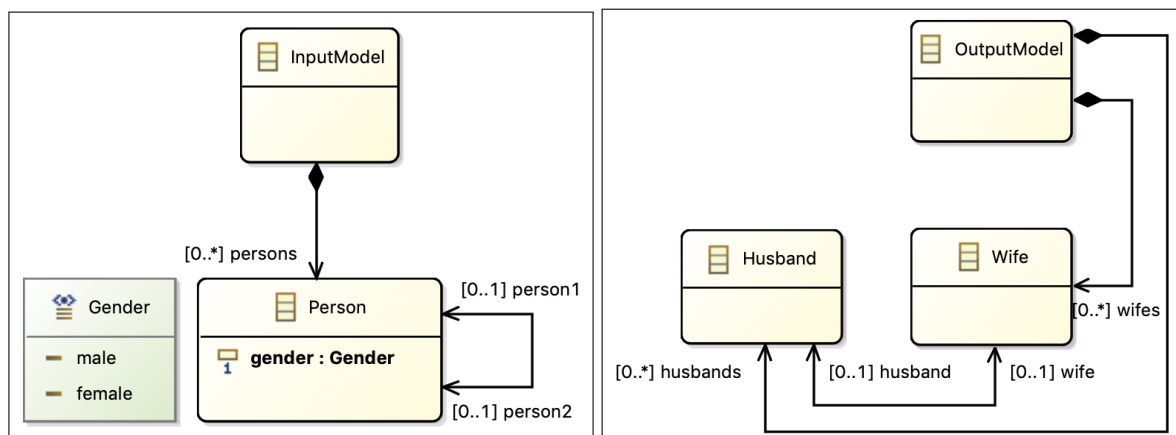 InputModel
[0..*] persons
Gender
male
female
Person
1
gender : Gender
[0..1] person1
[0..1] person2
OutputModel
Husband
Wife
[0..*] wifes
[0..*] husbands
[0..1] husband
[0..1] wife